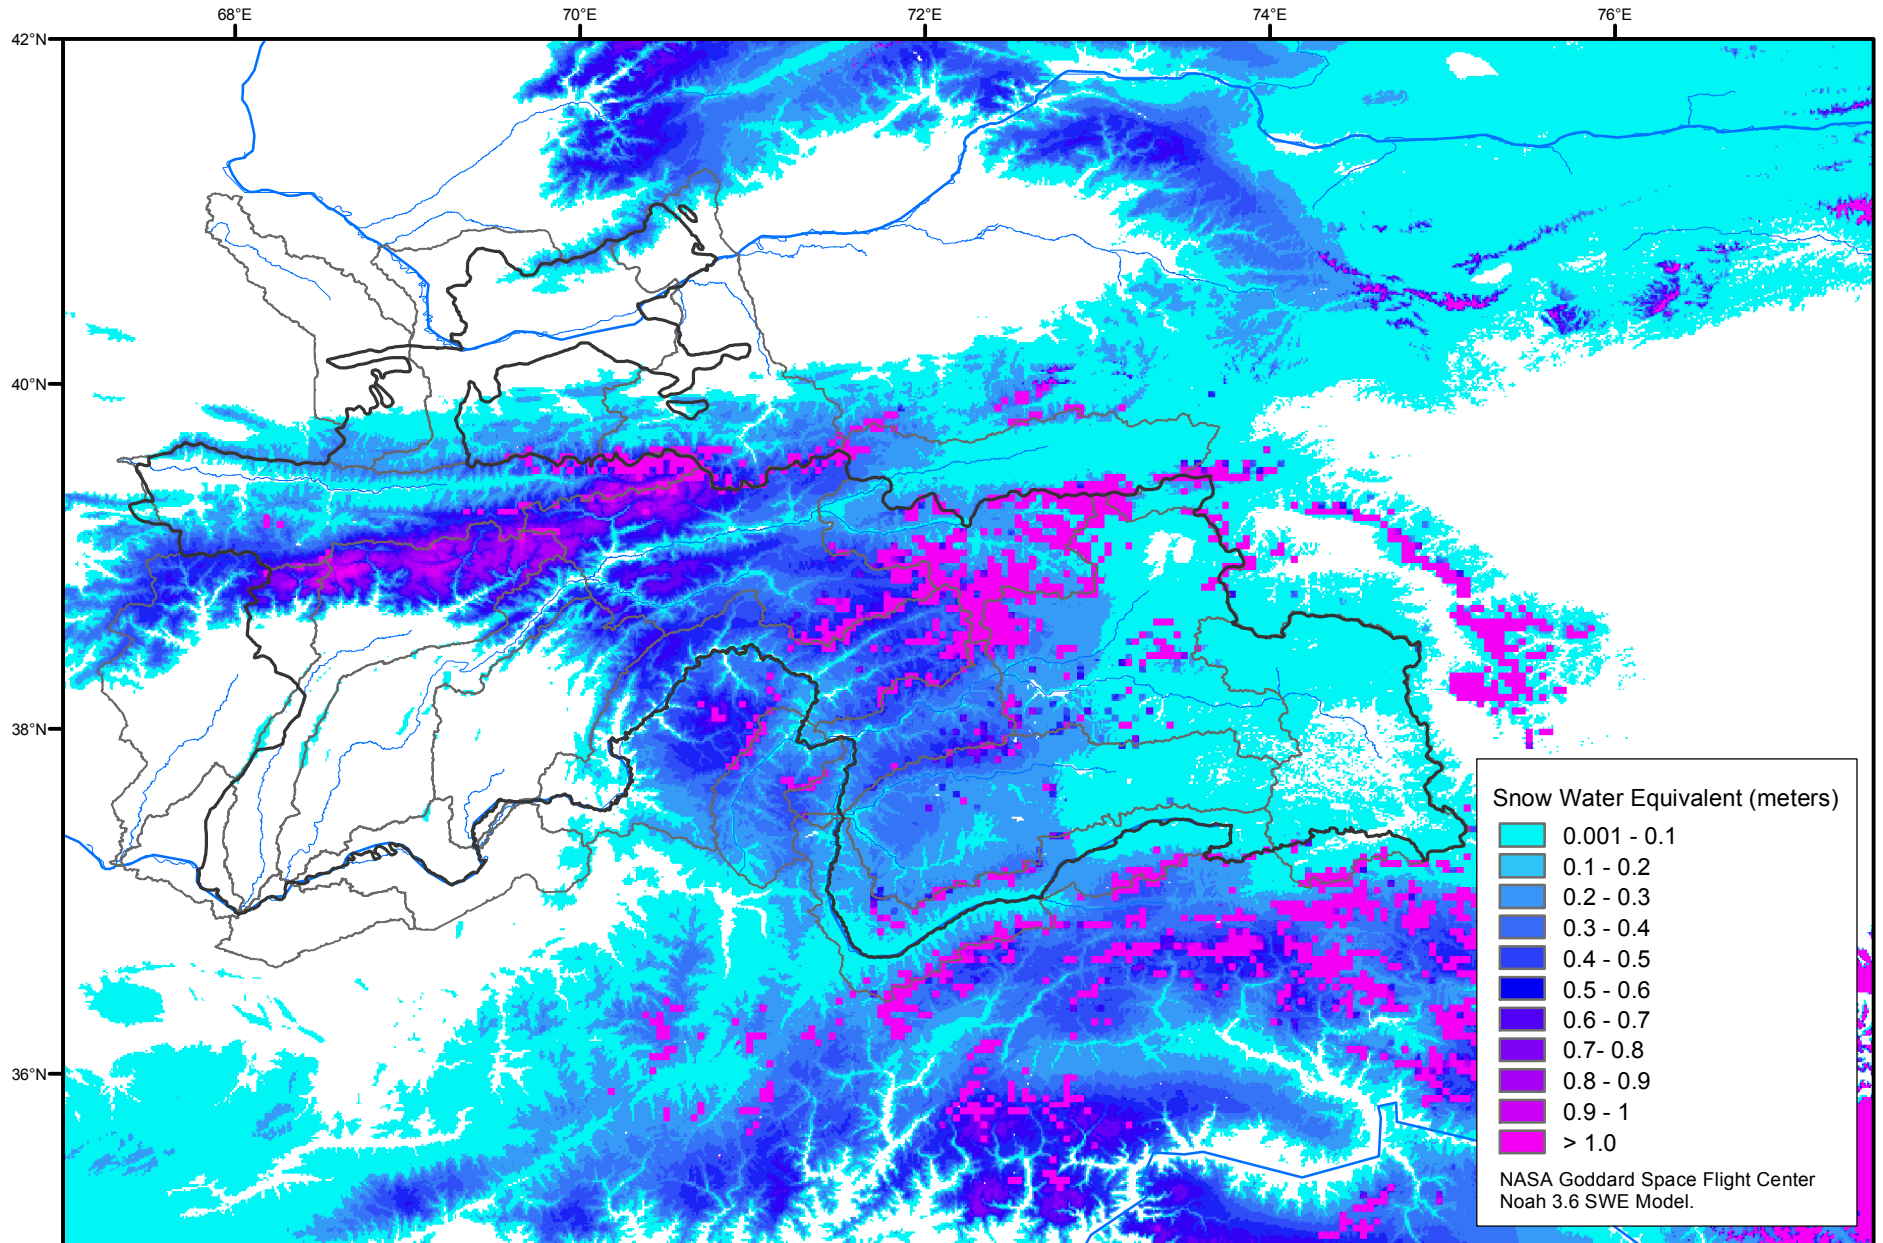 68°E 70°E 72°E 74°E 76°E
42°N
40°N
38°N
36°N
Snow Water Equivalent (meters)
0.001 - 0.1
0.1 - 0.2
0.2 - 0.3
0.3 - 0.4
0.4 - 0.5
0.5 - 0.6
0.6 - 0.7
0.7- 0.8
0.8 - 0.9
0.9 - 1
> 1.0
NASA Goddard Space Flight Center
Noah 3.6 SWE Model.